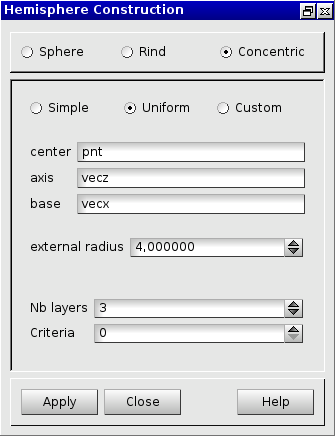 Hemisphere Construction
Sphere Rind Concentric
Simple Uniform Custom
center pnt
axis vecz
base vecx
external radius 4,000000
Nb layers 3
Criteria 0
Apply Close Help